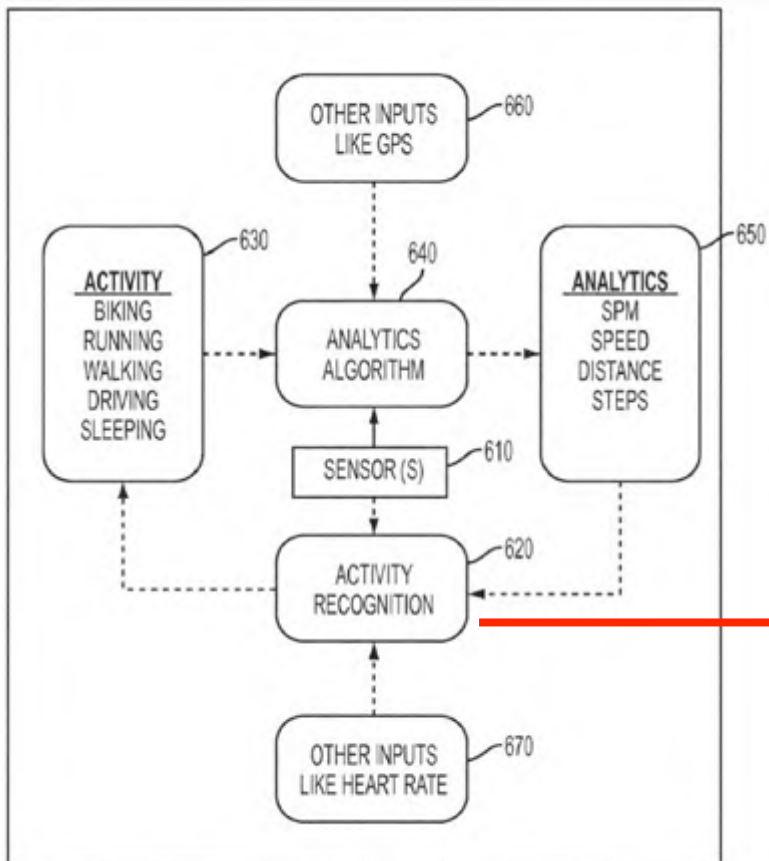 OTHER INPUTS
LIKE GPS
660
630
ACTIVITY
BIKING
RUNNING
WALKING
DRIVING
SLEEPING
640
ANALYTICS
ALGORITHM
650
ANALYTICS
SPM
SPEED
DISTANCE
STEPS
SENSOR (S)
610
620
ACTIVITY
RECOGNITION
OTHER INPUTS
LIKE HEART RATE
670